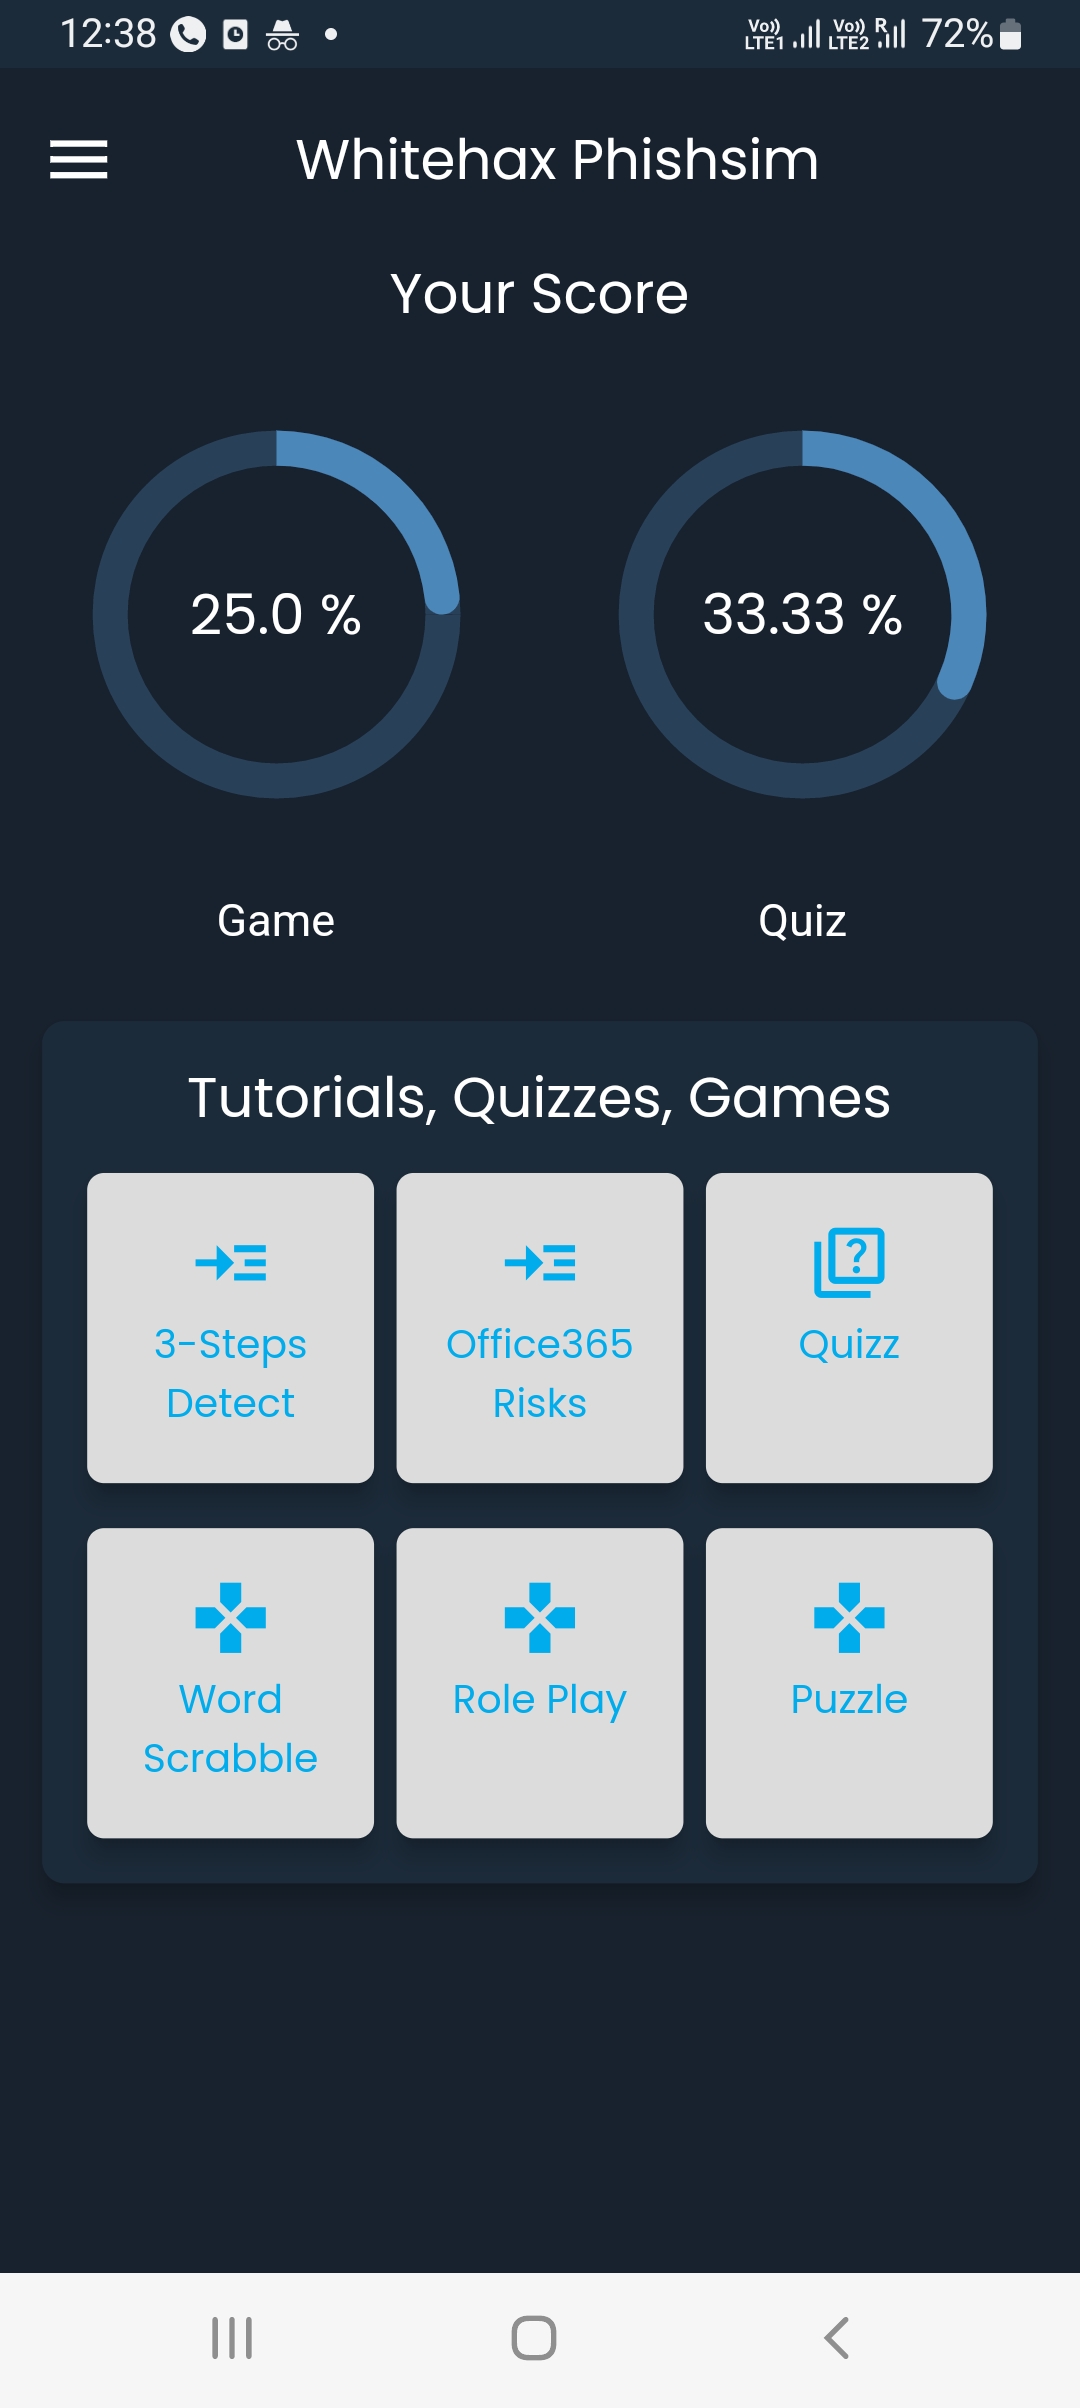 12:38
Vo)) LTE1 Vo)) LTE2 R 72%
Whitehax Phishsim
Your Score
25.0 %
33.33 %
Game
Quiz
Tutorials, Quizzes, Games
3-Steps
Detect
Office365
Risks
?
Quizz
Word
Scrabble
Role Play
Puzzle